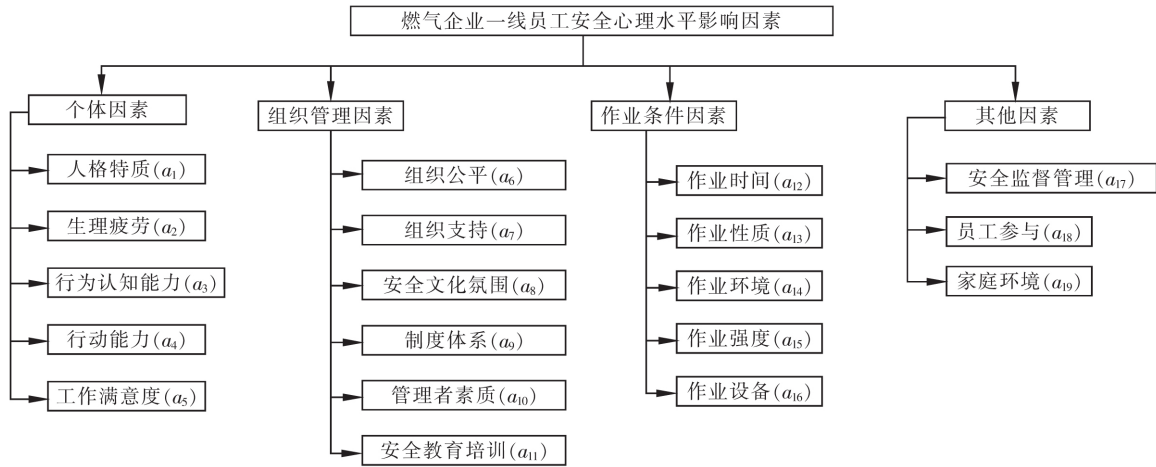 燃气企业一线员工安全心理水平影响因素
个体因素
人格特质(a₁)
生理疲劳(a₂)
行为认知能力(a₃)
行动能力(a₄)
工作满意度(a₅)
组织管理因素
组织公平(a₆)
组织支持(a₇)
安全文化氛围(a₈)
制度体系(a₉)
管理者素质(a₁₀)
安全教育培训(a₁₁)
作业条件因素
作业时间(a₁₂)
作业性质(a₁₃)
作业环境(a₁₄)
作业强度(a₁₅)
作业设备(a₁₆)
其他因素
安全监督管理(a₁₇)
员工参与(a₁₈)
家庭环境(a₁₉)